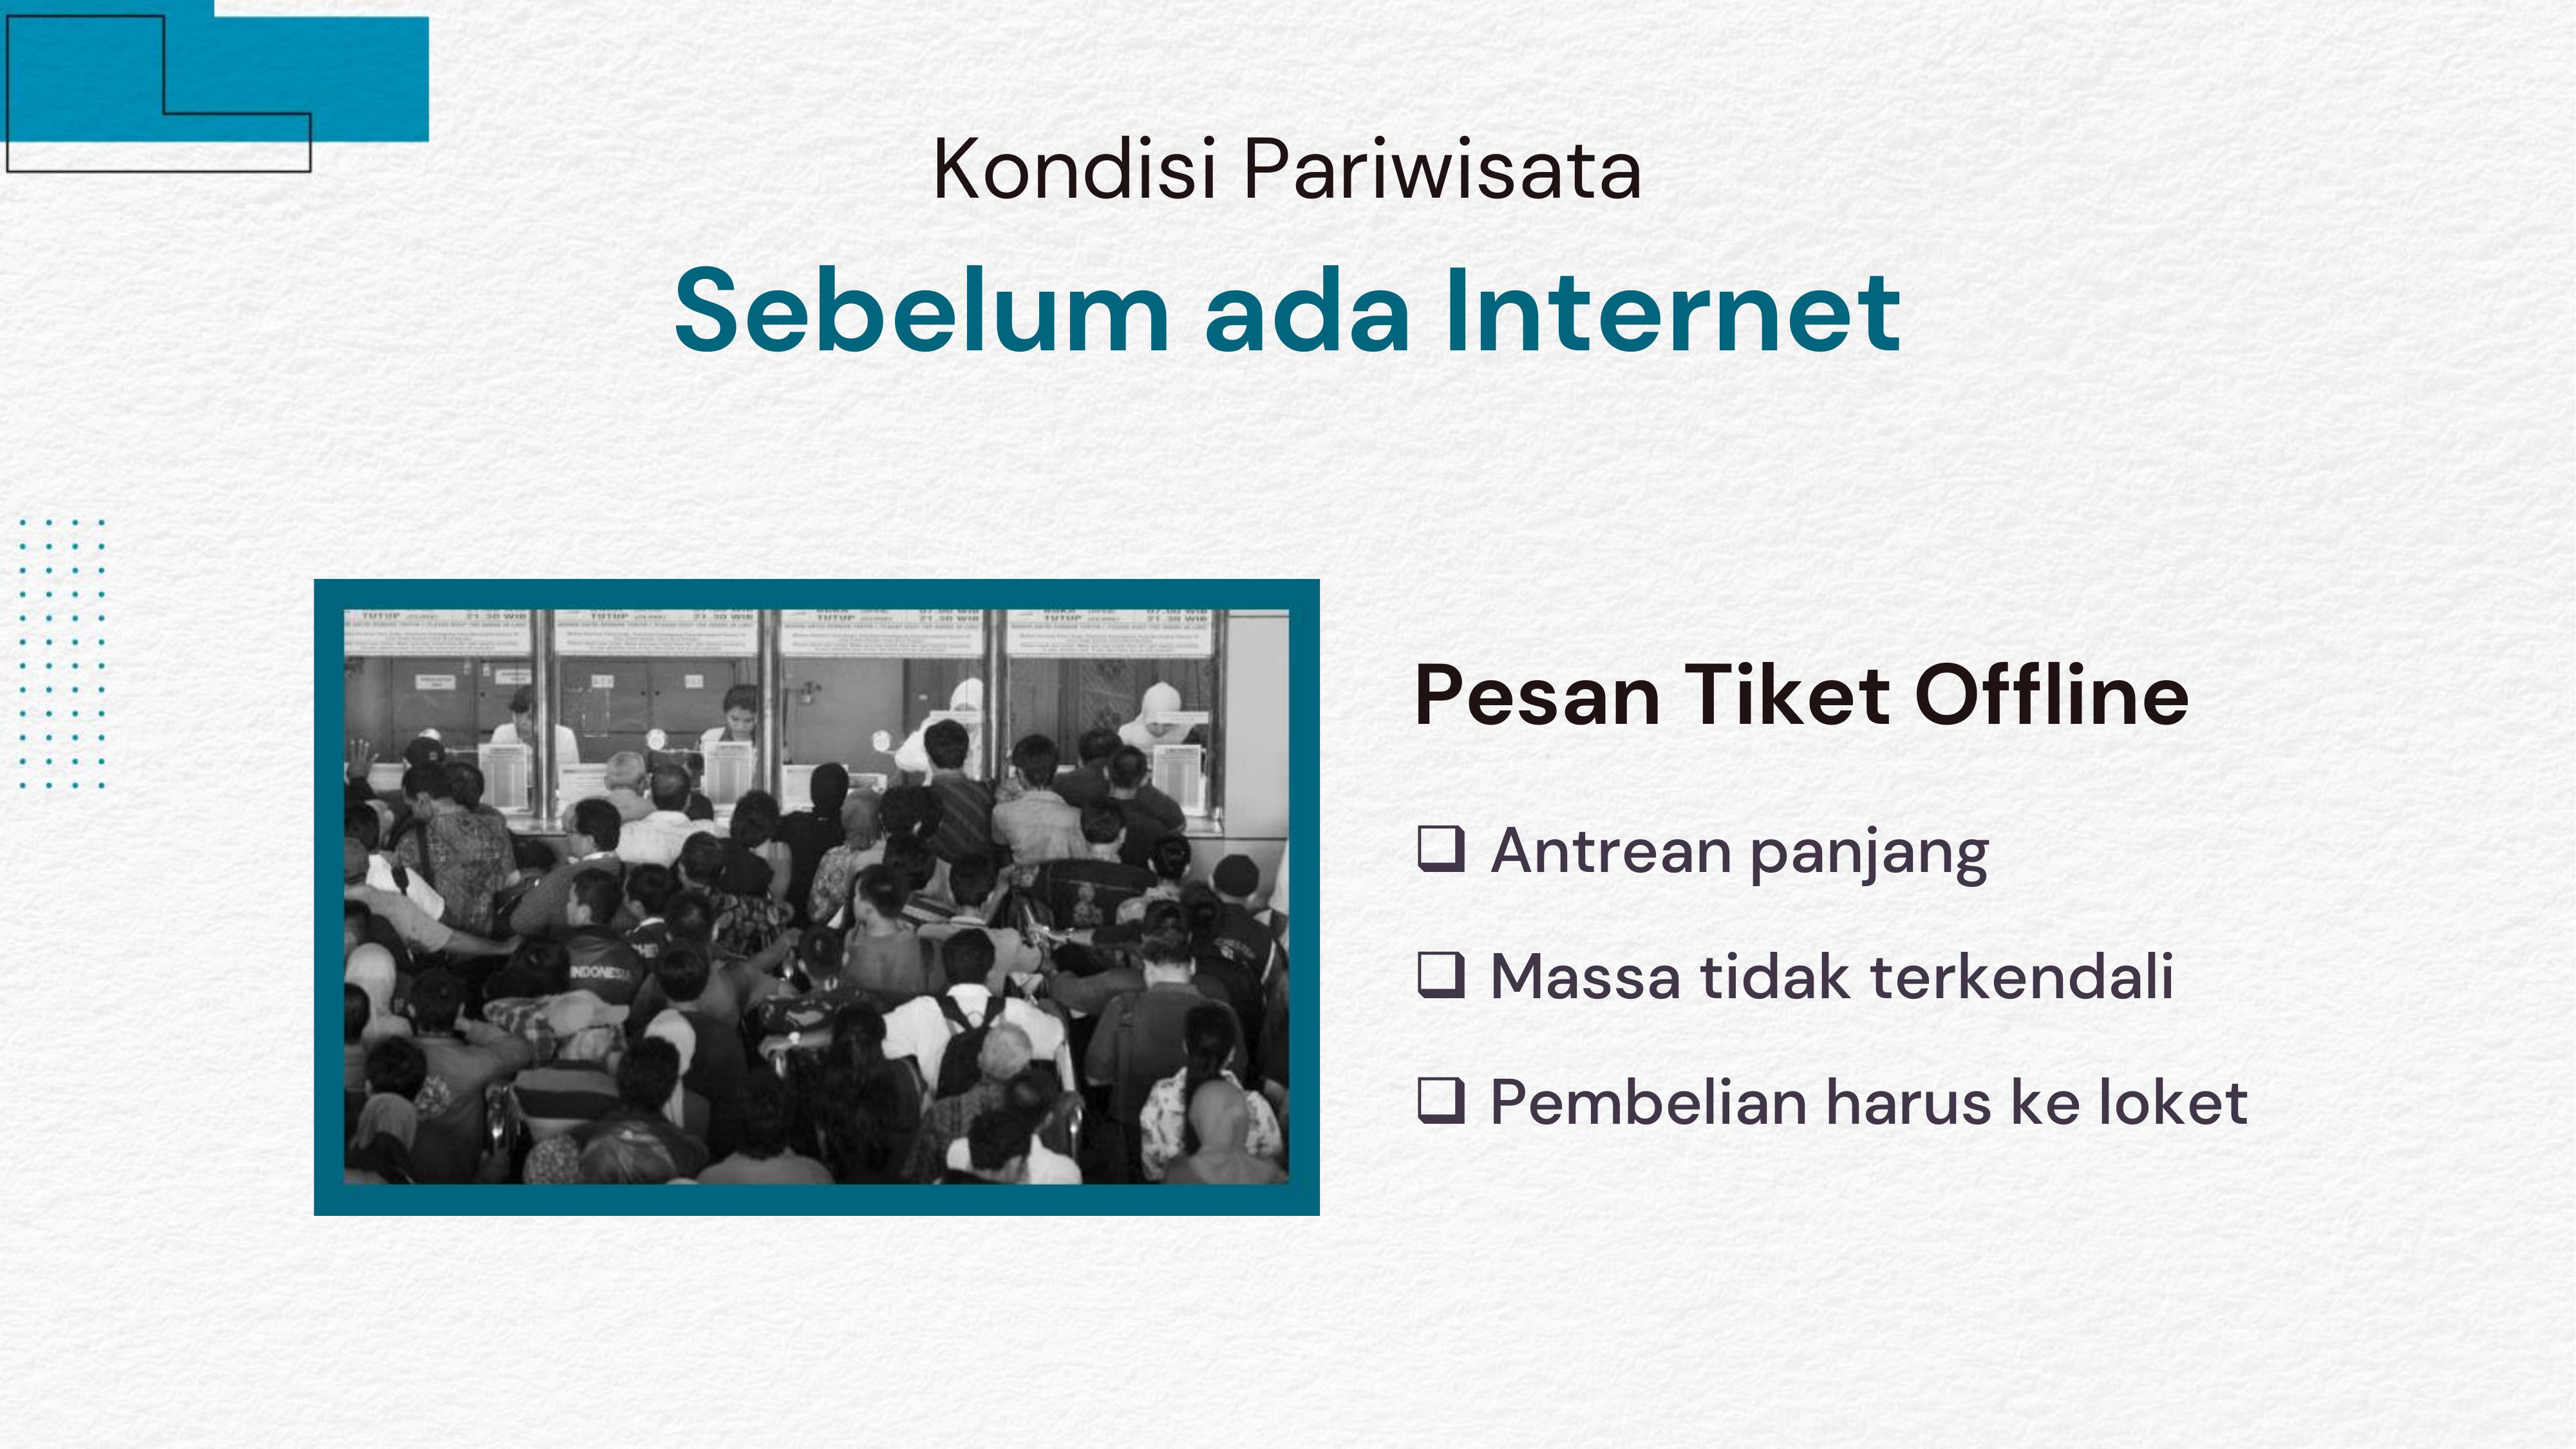 Kondisi Pariwisata
Sebelum ada Internet
TUTUP 21.30 WIB TUTUP 21.30 WIB TUTUP 21.30 WIB TUTUP 21.30 WIB
INDONESIA
Pesan Tiket Offline
❑ Antrean panjang
❑ Massa tidak terkendali
❑ Pembelian harus ke loket